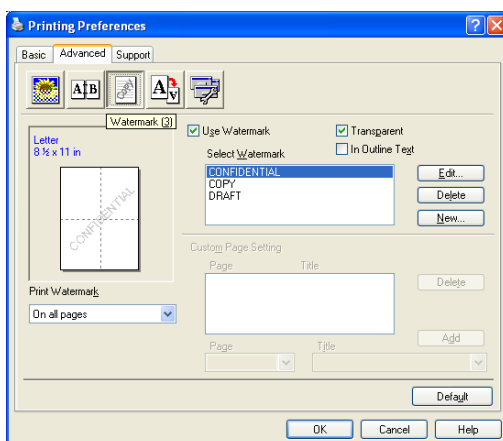 Printing Preferences
Basic Advanced Support
A B
COPY
A
V
Watermark (3)
Letter
8 ½ x 11 in
CONFIDENTIAL
Print Watermark
On all pages
Use Watermark
Transparent
In Outline Text
Select Watermark
CONFIDENTIAL
COPY
DRAFT
Edit...
Delete
New...
Custom Page Setting
Page Title
Delete
Add
Page Title
Default
OK Cancel Help